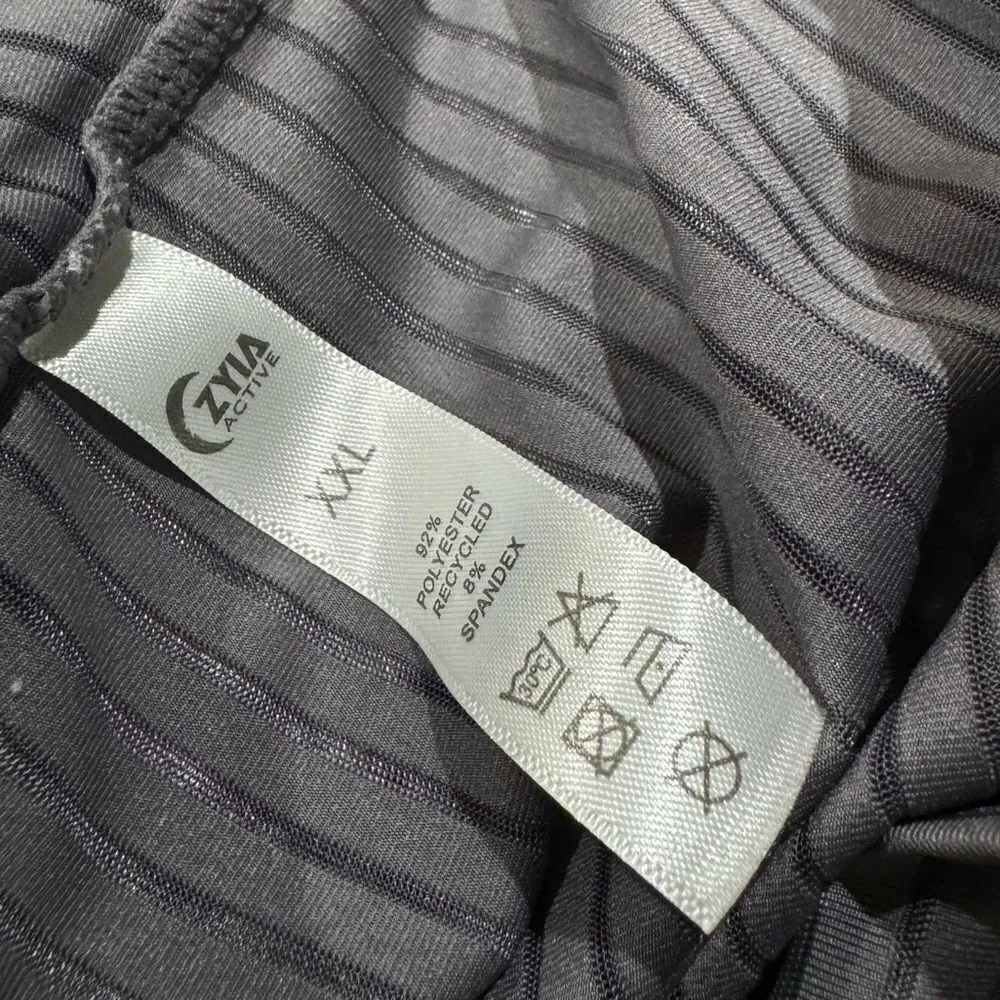 ZYIA
ACTIVE
XXL
92%
POLYESTER
RECYCLED
8%
SPANDEX
30°C